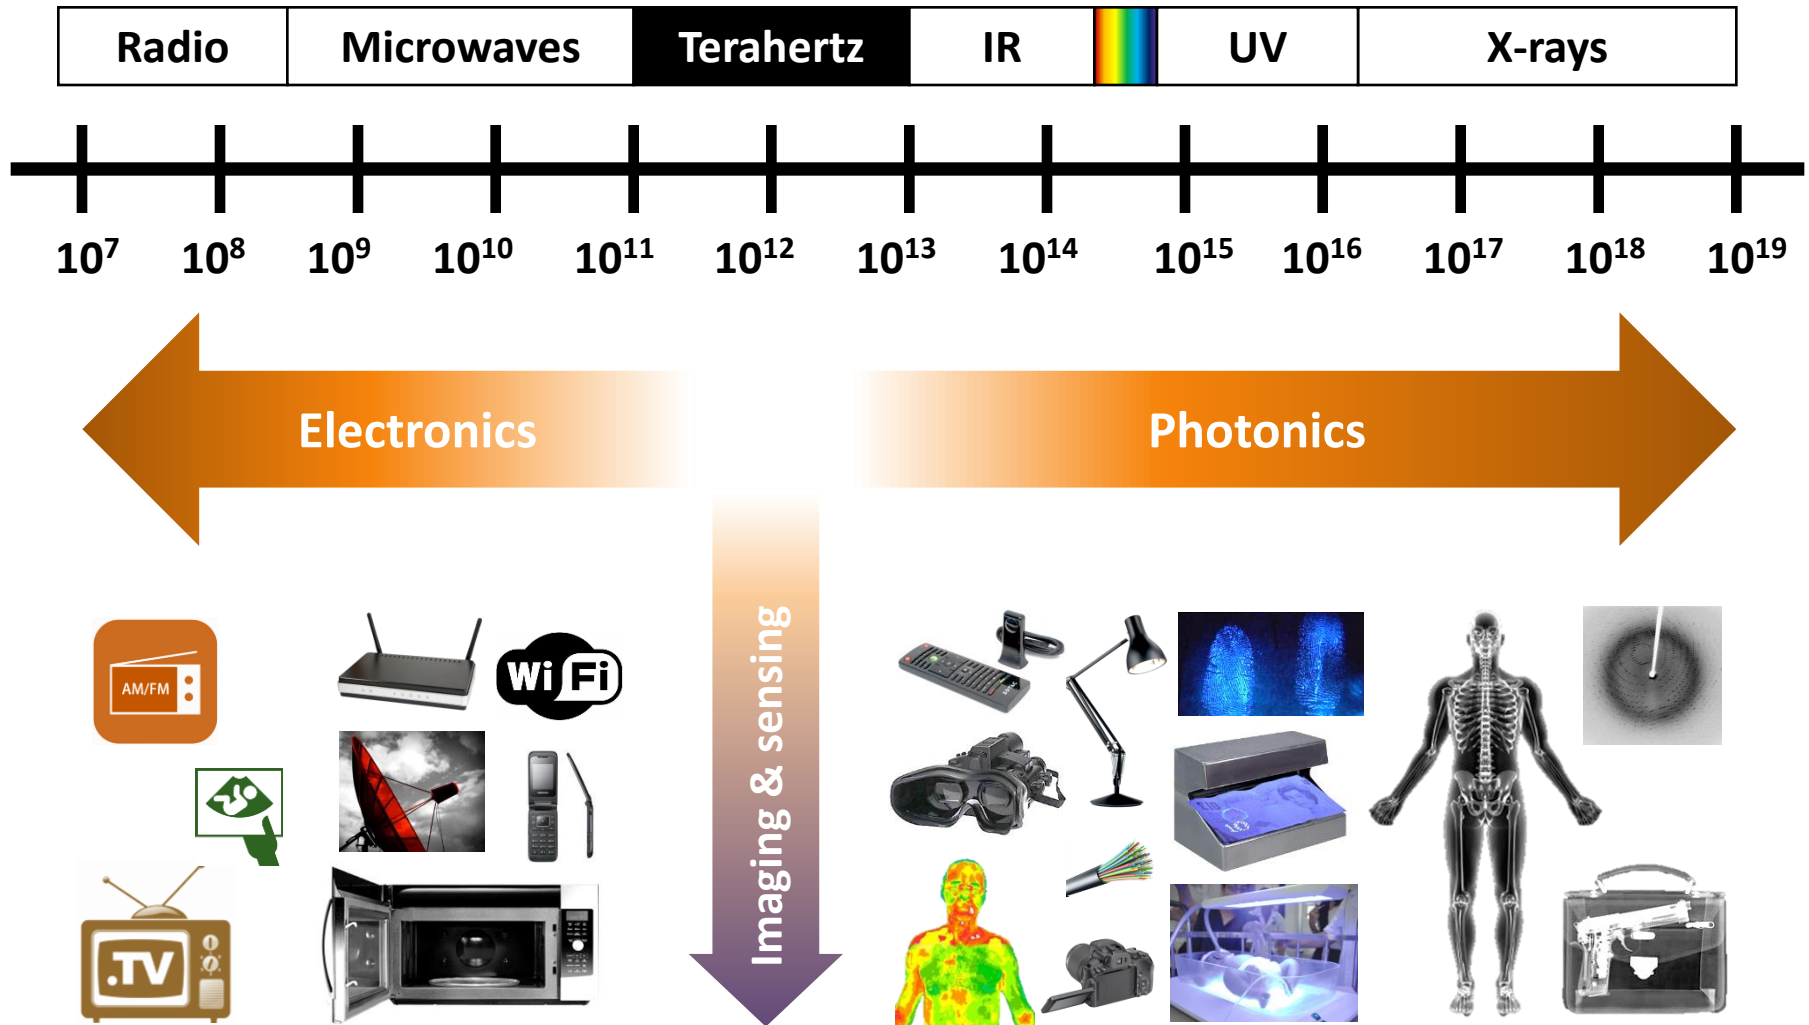 Radio Microwaves Terahertz IR UV X-rays
10⁷ 10⁸ 10⁹ 10¹⁰ 10¹¹ 10¹² 10¹³ 10¹⁴ 10¹⁵ 10¹⁶ 10¹⁷ 10¹⁸ 10¹⁹
Electronics
Photonics
Imaging & sensing
AM/FM
Wi Fi
.TV